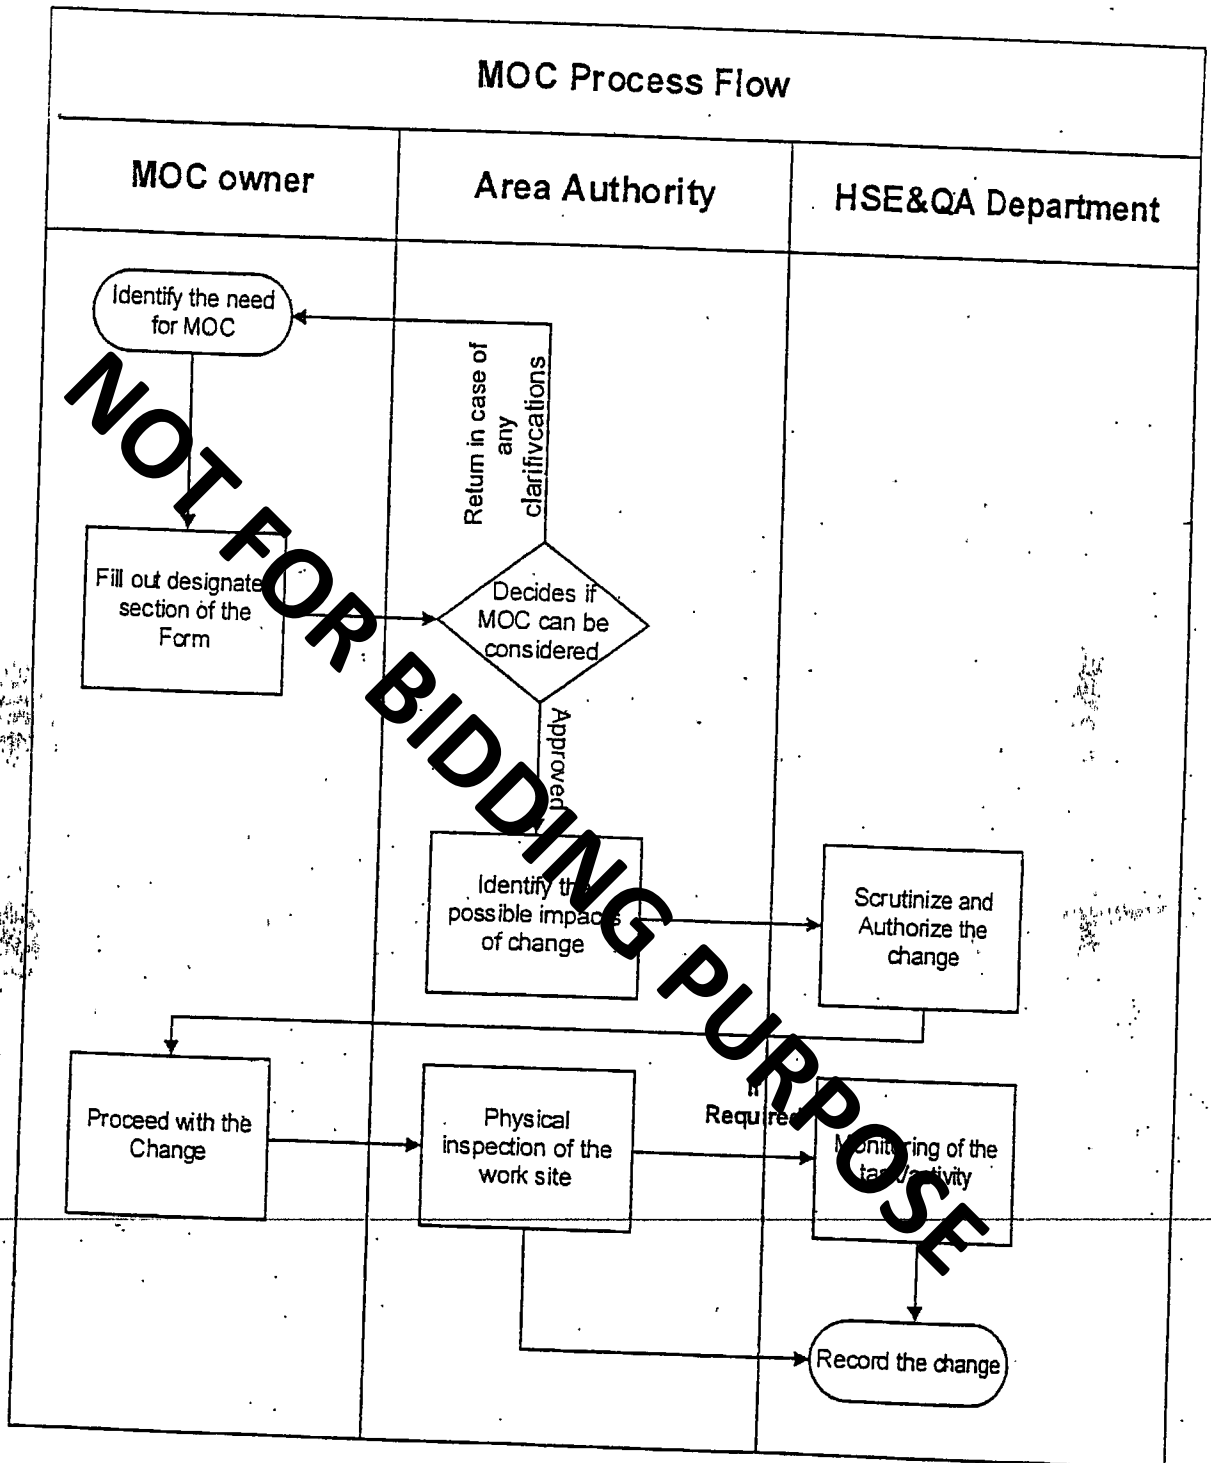 MOC Process Flow
MOC owner
Area Authority
HSE&QA Department
Identify the need
for MOC
Return in case of
any
clarifivcations
Fill out designate
section of the
Form
Decides if
MOC can be
considered
Approved
Identify the
possible impacts
of change
Scrutinize and
Authorize the
change
Proceed with the
Change
Physical
inspection of the
work site
If
Required
Monitoring of the
task/activity
Record the change
NOT FOR BIDDING PURPOSE